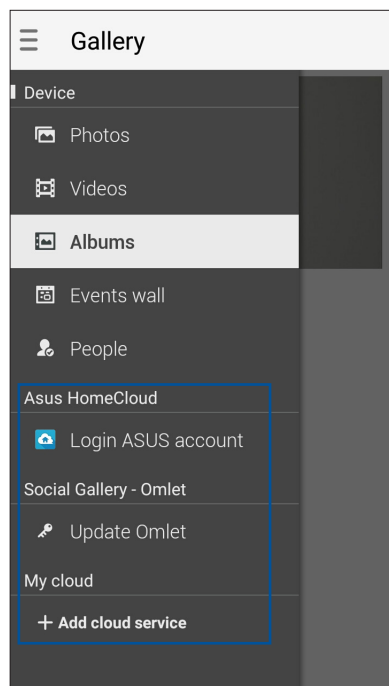 Gallery
Device
Photos
Videos
Albums
Events wall
People
Asus HomeCloud
Login ASUS account
Social Gallery - Omlet
Update Omlet
My cloud
+ Add cloud service